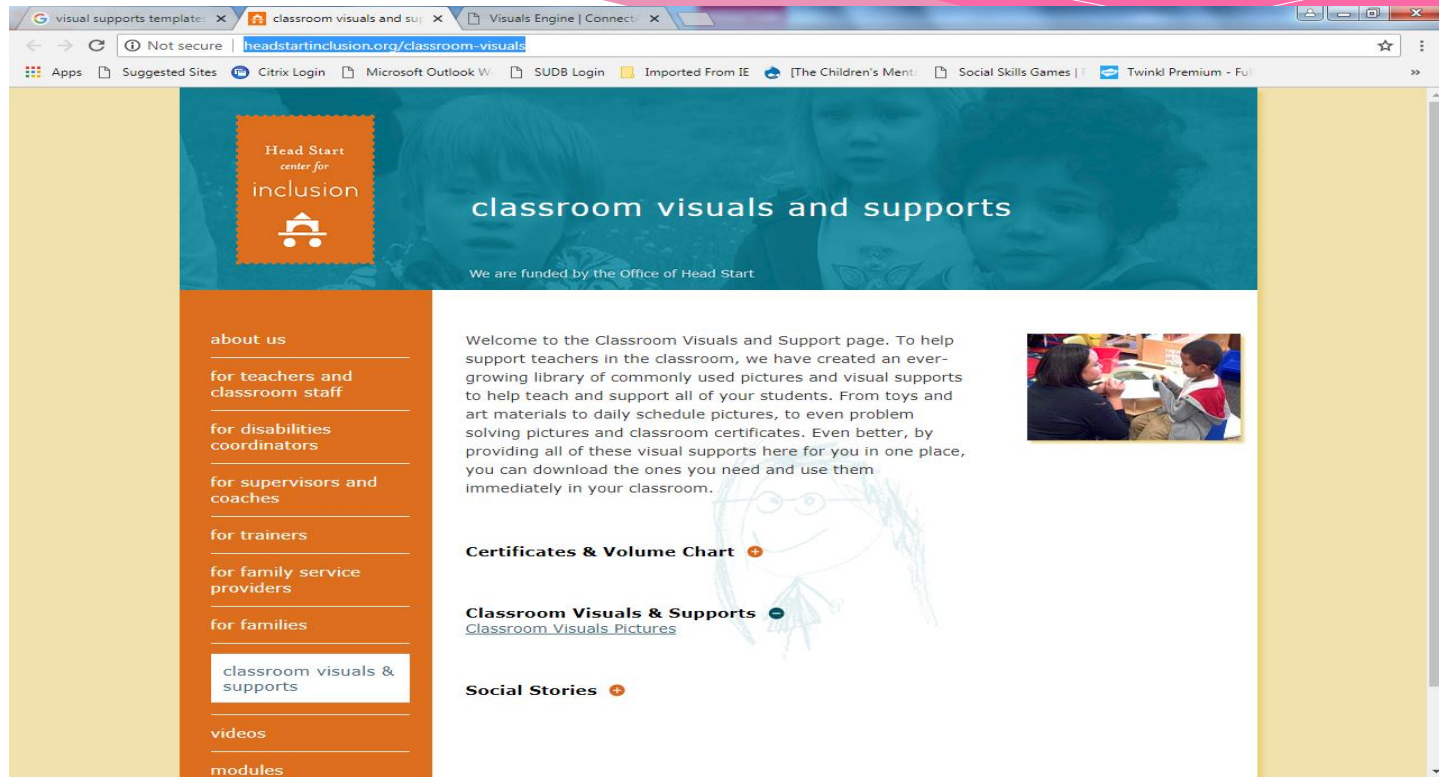 visual supports template
classroom visuals and su
Visuals Engine | Connect
Not secure | headstartinclusion.org/classroom-visuals
Apps Suggested Sites Citrix Login Microsoft Outlook W SUDB Login Imported From IE [The Children's Ment Social Skills Games | Twinkl Premium - Ful »
Head Start
center for
inclusion
classroom visuals and supports
We are funded by the Office of Head Start
about us
for teachers and
classroom staff
for disabilities
coordinators
for supervisors and
coaches
for trainers
for family service
providers
for families
classroom visuals &
supports
videos
modules
Welcome to the Classroom Visuals and Support page. To help
support teachers in the classroom, we have created an ever-
growing library of commonly used pictures and visual supports
to help teach and support all of your students. From toys and
art materials to daily schedule pictures, to even problem
solving pictures and classroom certificates. Even better, by
providing all of these visual supports here for you in one place,
you can download the ones you need and use them
immediately in your classroom.
Certificates & Volume Chart
Classroom Visuals & Supports
Classroom Visuals Pictures
Social Stories